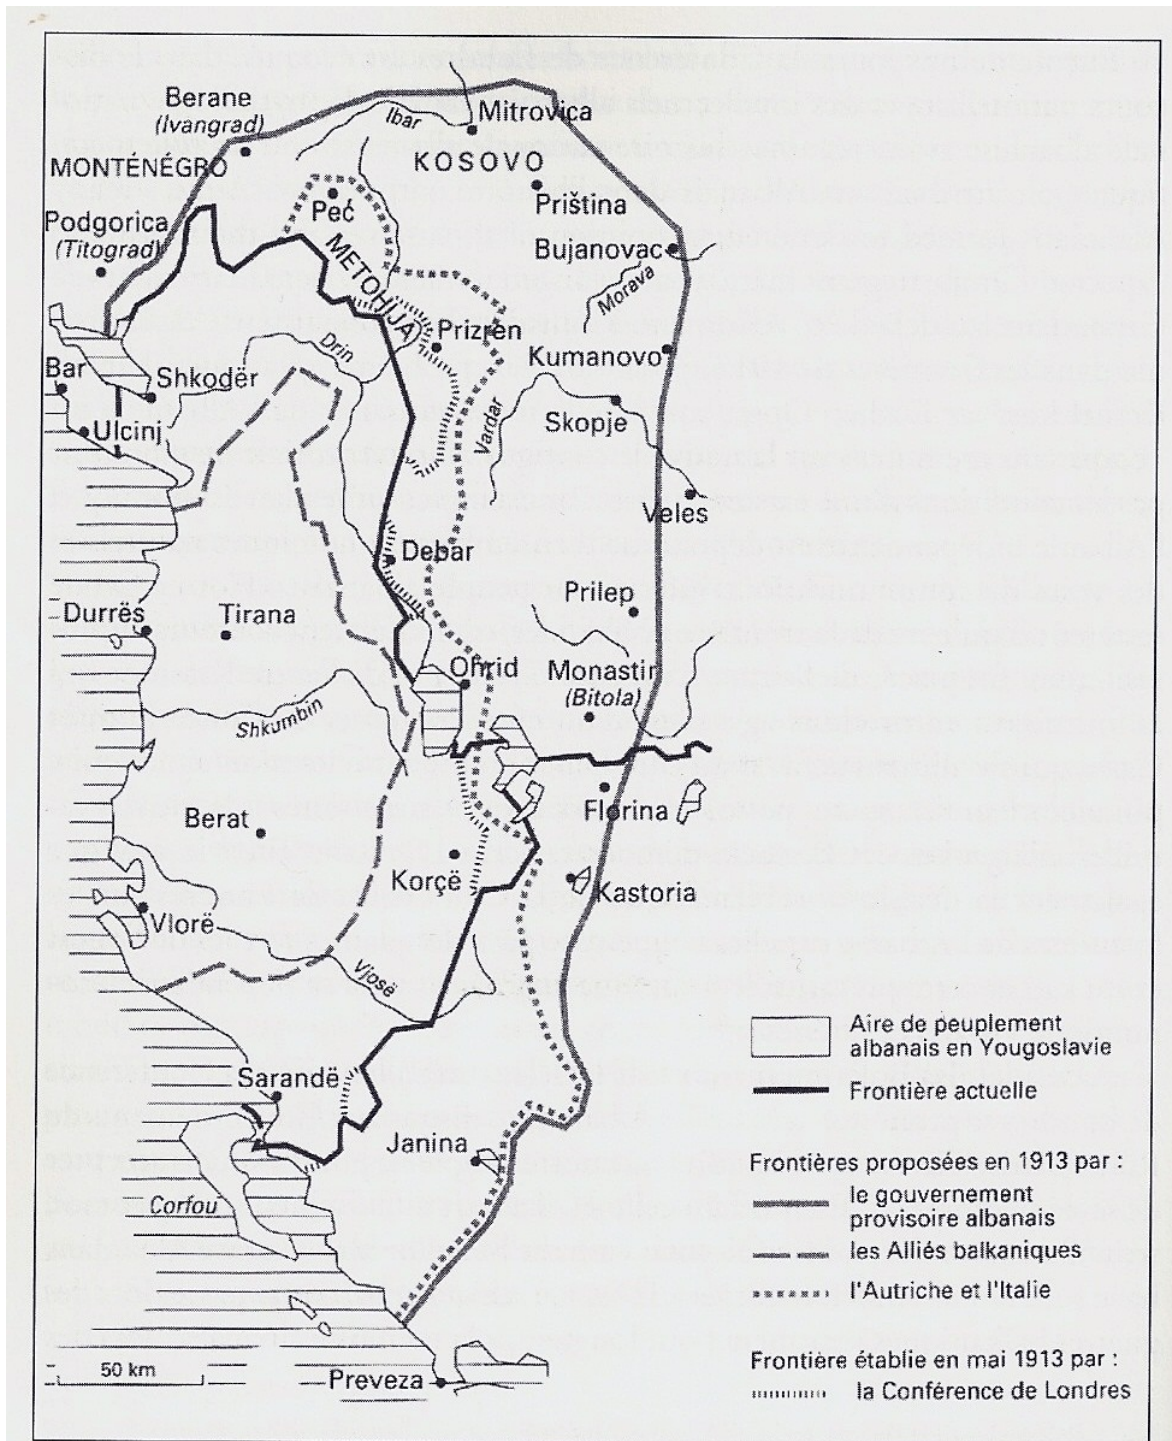 Berane
(Ivangrad)
Ibar
Mitrovica
MONTÉNÉGRO
KOSOVO
Peć
Priština
Podgorica
(Titograd)
METOHIJA
Bujanovac
Morava
Prizren
Drin
Kumanovo
Bar
Shkodër
Vardar
Skopje
Ulcinj
Veles
Debar
Durrës
Tirana
Prilep
Ohrid
Monastir
(Bitola)
Shkumbin
Berat
Florina
Korçë
Kastoria
Vlorë
Vjosë
Sarandë
Janina
Corfou
Preveza
50 km
Aire de peuplement
albanais en Yougoslavie
Frontière actuelle
Frontières proposées en 1913 par :
le gouvernement
provisoire albanais
les Alliés balkaniques
l'Autriche et l'Italie
Frontière établie en mai 1913 par :
la Conférence de Londres